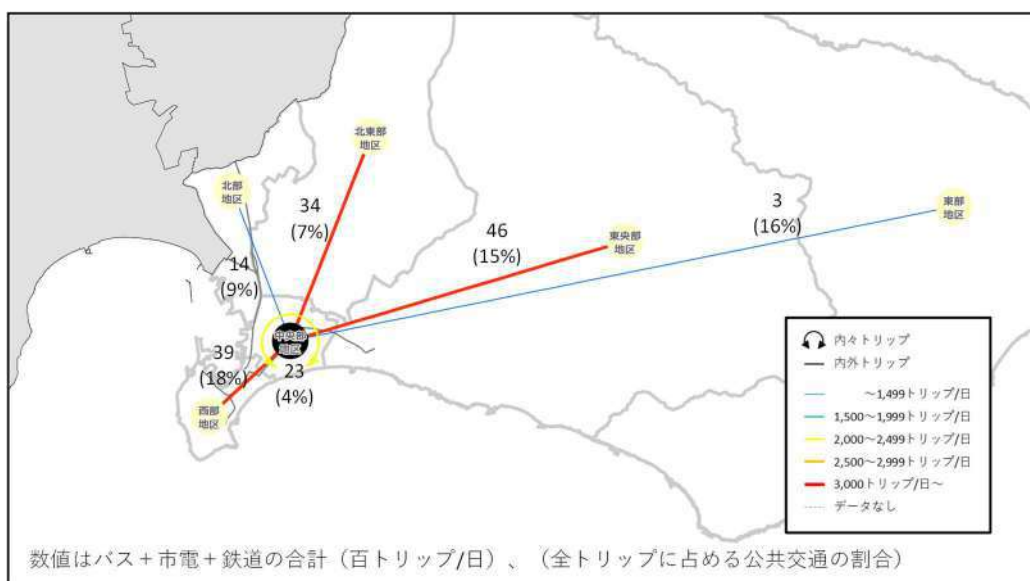 北東部
地区
北部
地区
34
(7%)
46
(15%)
3
(16%)
東部
地区
東央部
地区
14
(9%)
中央部
地区
39
(18%)
23
(4%)
西部
地区
内々トリップ
内外トリップ
～1,499トリップ/日
1,500～1,999トリップ/日
2,000～2,499トリップ/日
2,500～2,999トリップ/日
3,000トリップ/日～
データなし
数値はバス＋市電＋鉄道の合計（百トリップ/日）、（全トリップに占める公共交通の割合）